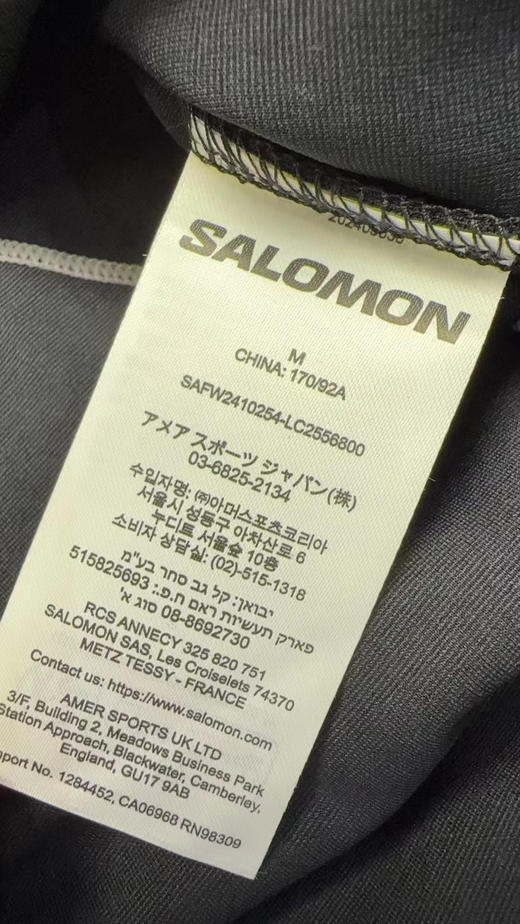 SALOMON
M
CHINA: 170/92A
SAFW2410254-LC2556800
アメア スポーツ ジャパン(株)
03-6825-2134
수입자명: ㈜아머스포츠코리아
서울시 성동구 아차산로 6
누디트 서울숲 10층
소비자 상담실: (02)-515-1318
יבואן: קל גב סחר בע"מ
פארק תעשיות ראם ח.פ.: 515825693
08-8692730 סוג א'
RCS ANNECY 325 820 751
SALOMON SAS, Les Croiselets 74370
METZ TESSY - FRANCE
Contact us: https://www.salomon.com
AMER SPORTS UK LTD
3/F, Building 2, Meadows Business Park
Station Approach, Blackwater, Camberley,
England, GU17 9AB
port No. 1284452, CA06968 RN98309